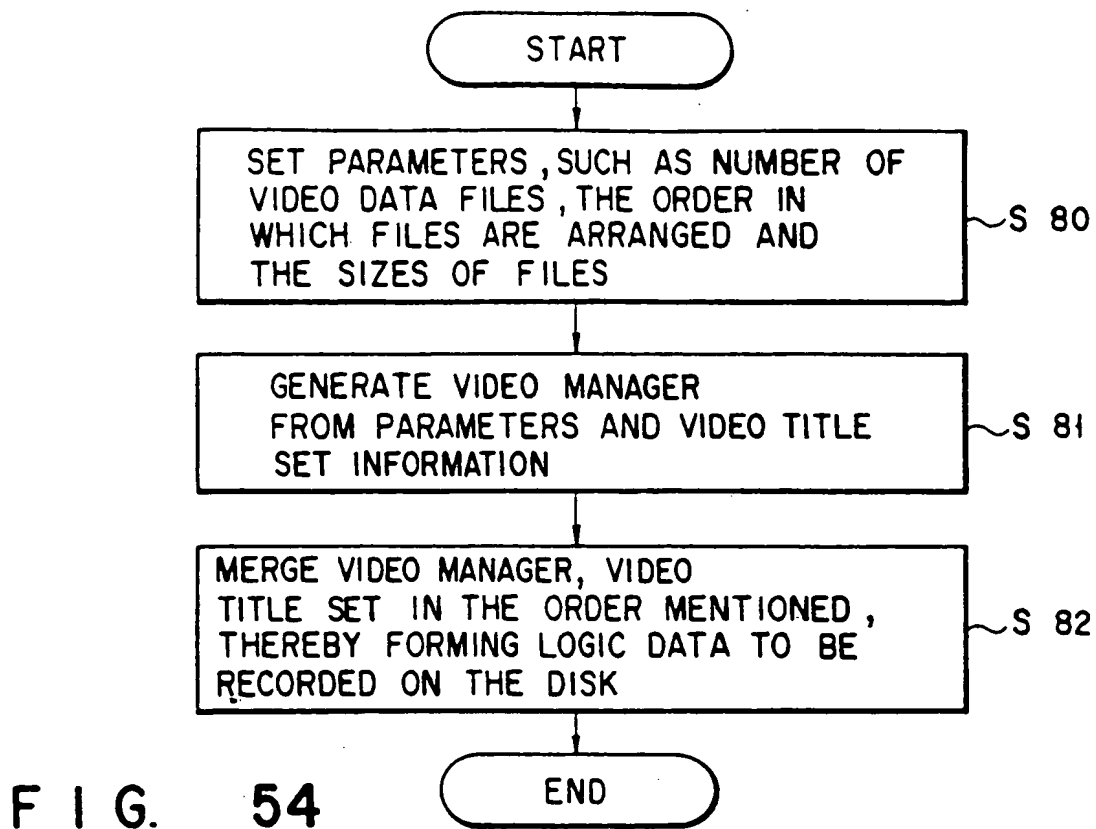 START
SET PARAMETERS, SUCH AS NUMBER OF
VIDEO DATA FILES, THE ORDER IN
WHICH FILES ARE ARRANGED AND
THE SIZES OF FILES
S 80
GENERATE VIDEO MANAGER
FROM PARAMETERS AND VIDEO TITLE
SET INFORMATION
S 81
MERGE VIDEO MANAGER, VIDEO
TITLE SET IN THE ORDER MENTIONED,
THEREBY FORMING LOGIC DATA TO BE
RECORDED ON THE DISK
S 82
END
FIG. 54